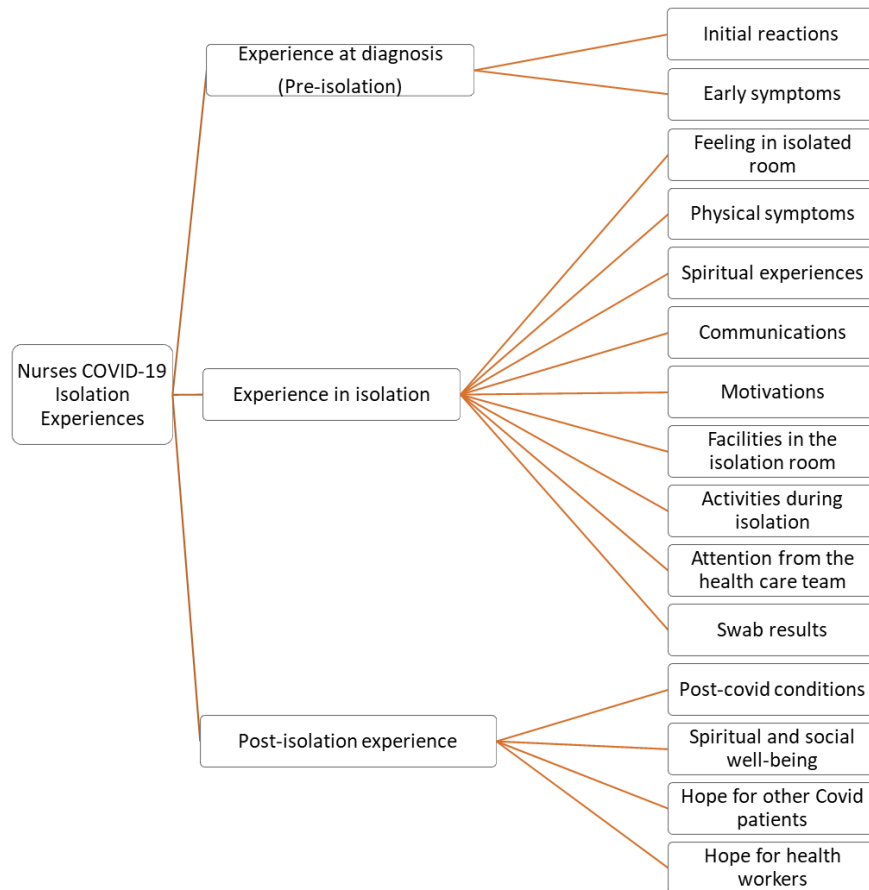 Nurses COVID-19
Isolation
Experiences
Experience at diagnosis
(Pre-isolation)
Initial reactions
Early symptoms
Experience in isolation
Feeling in isolated
room
Physical symptoms
Spiritual experiences
Communications
Motivations
Facilities in the
isolation room
Activities during
isolation
Attention from the
health care team
Swab results
Post-isolation experience
Post-covid conditions
Spiritual and social
well-being
Hope for other Covid
patients
Hope for health
workers